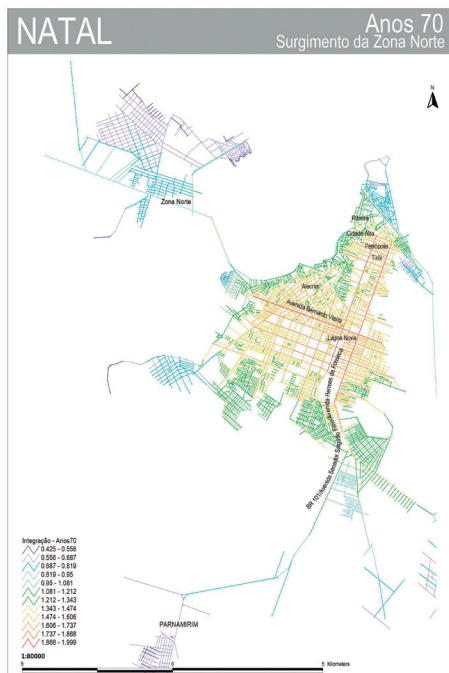 NATAL
Anos 70
Surgimento da Zona Norte
N
Zona Norte
Ribeira
Cidade Alta
Petrópolis
Tirol
Alecrim
Avenida Bernardo Vieira
Lagoa Nova
BR 101/Avenida Senador Salgado Filho/Avenida Hermes da Fonseca
Integração - Anos70
0.425 - 0.556
0.556 - 0.687
0.687 - 0.819
0.819 - 0.95
0.95 - 1.081
1.081 - 1.212
1.212 - 1.343
1.343 - 1.474
1.474 - 1.606
1.606 - 1.737
1.737 - 1.868
1.868 - 1.999
PARNAMIRIM
1:80000
5 0 5 Kilometers